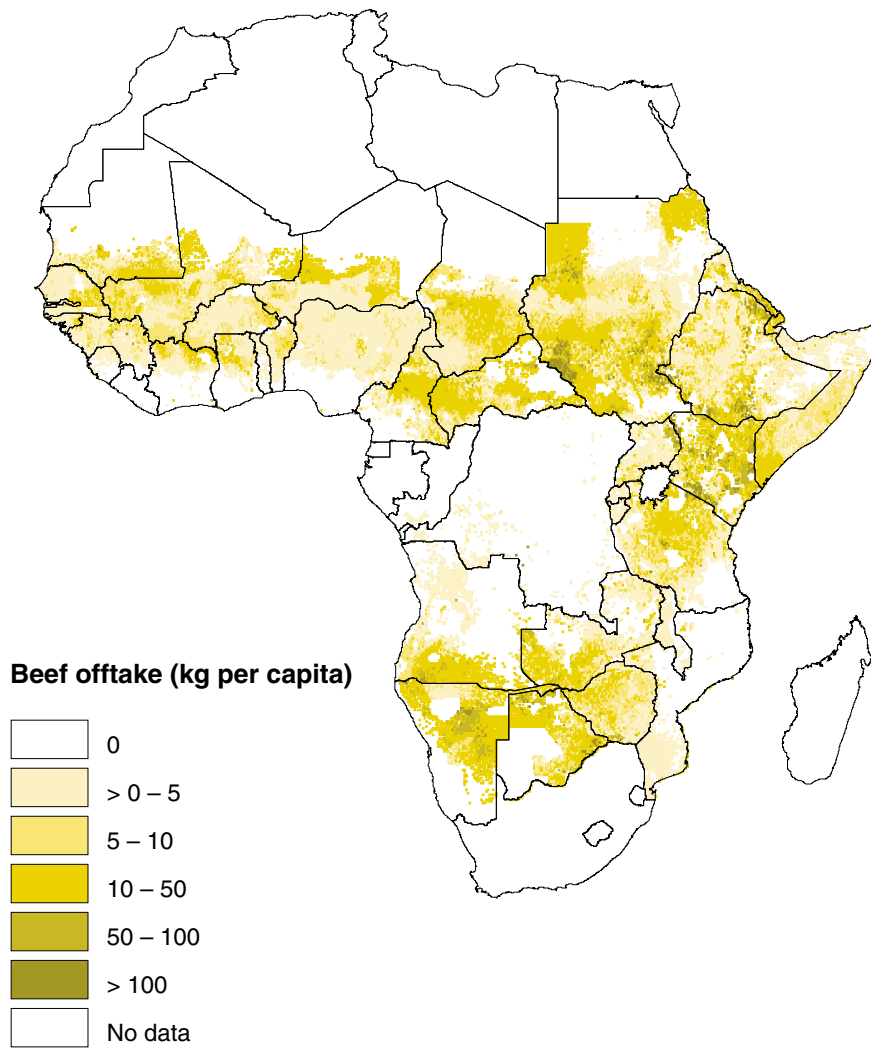 Beef offtake (kg per capita)
0
> 0 – 5
5 – 10
10 – 50
50 – 100
> 100
No data